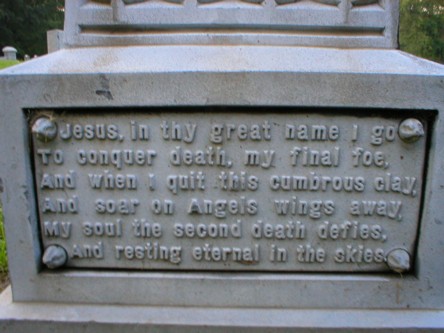 Jesus, in thy great name I go
To conquer death, my final foe,
And when I quit this cumbrous clay,
And soar on Angels wings away,
My soul the second death defies,
And resting eternal in the skies.